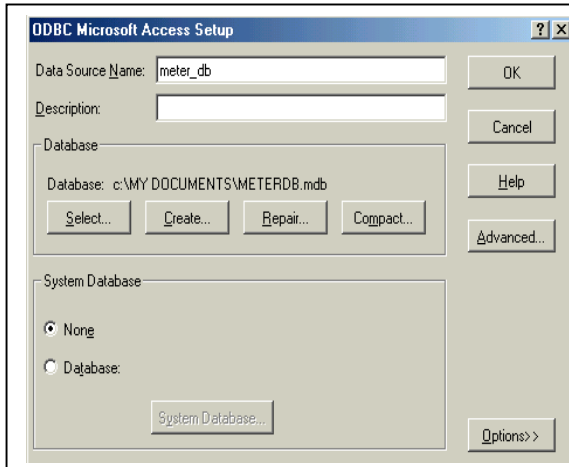 ODBC Microsoft Access Setup
Data Source Name: meter_db
OK
Description:
Cancel
Database
Database: c:\MY DOCUMENTS\METERDB.mdb
Help
Select... Create... Repair... Compact...
Advanced...
System Database
None
Database:
System Database...
Options>>